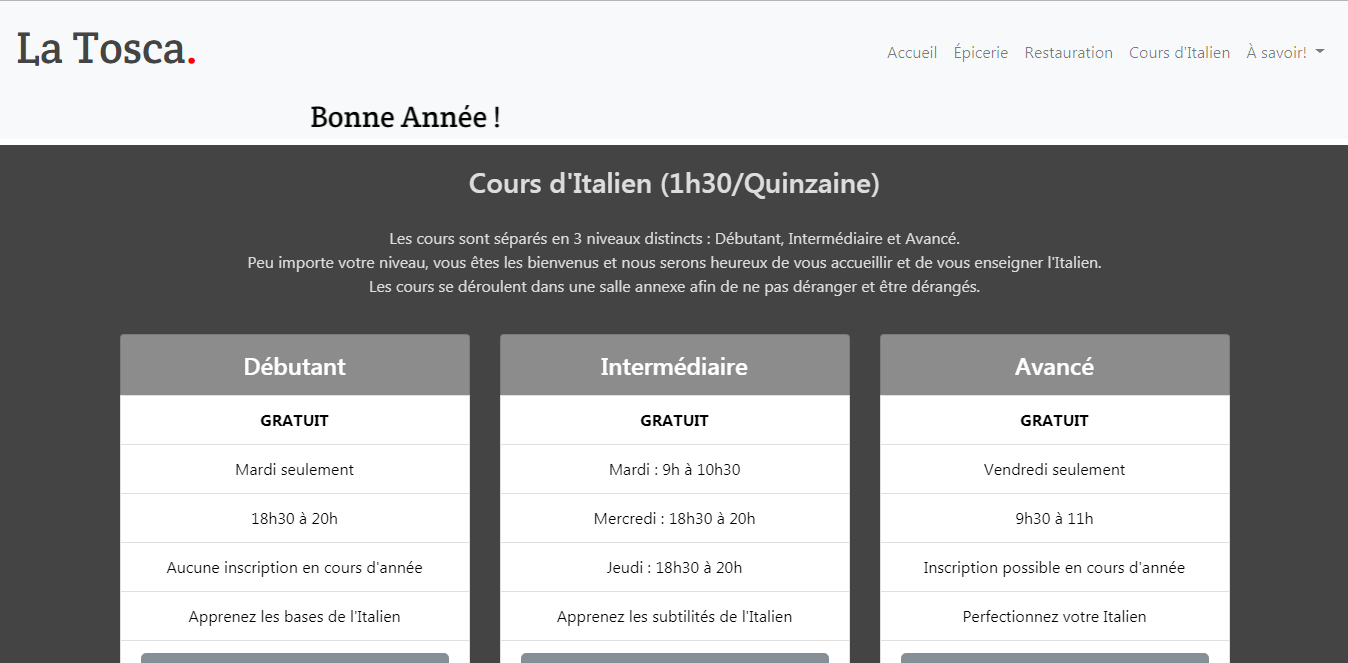 La Tosca.
Accueil Épicerie Restauration Cours d'Italien À savoir!
Bonne Année !
Cours d'Italien (1h30/Quinzaine)
Les cours sont séparés en 3 niveaux distincts : Débutant, Intermédiaire et Avancé.
Peu importe votre niveau, vous êtes les bienvenus et nous serons heureux de vous accueillir et de vous enseigner l'Italien.
Les cours se déroulent dans une salle annexe afin de ne pas déranger et être dérangés.
Débutant
GRATUIT
Mardi seulement
18h30 à 20h
Aucune inscription en cours d'année
Apprenez les bases de l'Italien
Intermédiaire
GRATUIT
Mardi : 9h à 10h30
Mercredi : 18h30 à 20h
Jeudi : 18h30 à 20h
Apprenez les subtilités de l'Italien
Avancé
GRATUIT
Vendredi seulement
9h30 à 11h
Inscription possible en cours d'année
Perfectionnez votre Italien